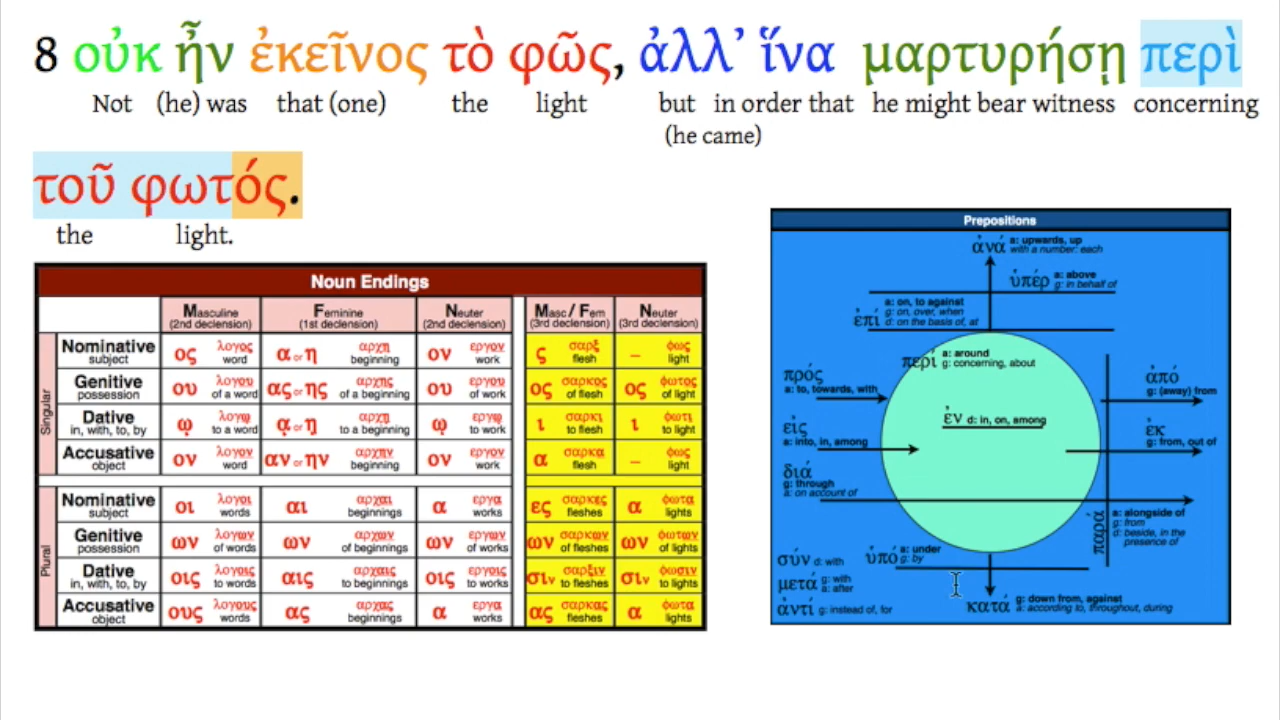 8 οὐκ ἦν ἐκεῖνος τὸ φῶς, ἀλλ’ ἵνα μαρτυρήσῃ περὶ
Not (he) was that (one) the light but in order that he might bear witness concerning
(he came)
τοῦ φωτός.
the light.
Noun Endings
Masculine Feminine Neuter Masc / Fem Neuter
(2nd declension) (1st declension) (2nd declension) (3rd declension) (3rd declension)
Singular
Nominative ος λογος α or η αρχη ον εργον ς σαρξ – φως
subject word beginning work flesh light
Genitive ου λογου ας or ης αρχης ου εργου ος σαρκος ος φωτος
possession of a word of a beginning of work of flesh of light
Dative ῳ λογῳ ᾳ or ῃ αρχῃ ῳ εργῳ ι σαρκι ι φωτι
in, with, to, by to a word to a beginning to work to flesh to light
Accusative ον λογον αν or ην αρχην ον εργον α σαρκα – φως
object word beginning work flesh light
Plural
Nominative οι λογοι αι αρχαι α εργα ες σαρκες α φωτα
subject words beginnings works fleshes lights
Genitive ων λογων ων αρχων ων εργων ων σαρκων ων φωτων
possession of words of beginnings of works of fleshes of lights
Dative οις λογοις αις αρχαις οις εργοις σιν σαρξιν σιν φωσιν
in, with, to, by to words to beginnings to works to fleshes to lights
Accusative ους λογους ας αρχας α εργα ας σαρκας α φωτα
object words beginnings works fleshes lights
Prepositions
ἀνά a: upwards, up
with a number: each
ὑπέρ a: above
g: in behalf of
ἐπί a: on, to against
g: on, over, when
d: on the basis of, at
περί a: around
g: concerning, about
πρός
a: to, towards, with
ἀπό
g: (away) from
ἐν d: in, on, among
εἰς
a: into, in, among
ἐκ
g: from, out of
διά
g: through
a: on account of
παρά a: alongside of
g: from
d: beside, in the
presence of
σύν d: with
ὑπό a: under
g: by
μετά g: with
a: after
ἀντί g: instead of, for
κατά g: down from, against
a: according to, throughout, during